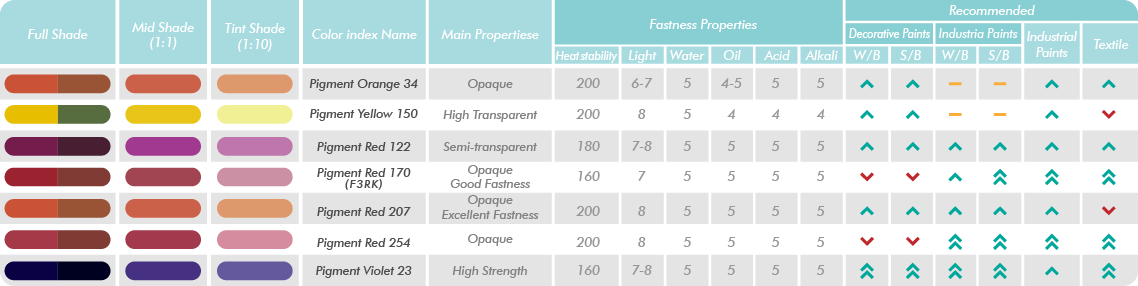 Full Shade
Mid Shade
(1:1)
Tint Shade
(1:10)
Color index Name
Main Propertiese
Fastness Properties
Recommended
Heat stability Light Water Oil Acid Alkali
Decorative Paints Industria Paints Industrial
Paints Textile
W/B S/B W/B S/B
Pigment Orange 34 Opaque 200 6-7 5 4-5 5 5
Pigment Yellow 150 High Transparent 200 8 5 4 4 4
Pigment Red 122 Semi-transparent 180 7-8 5 5 5 5
Pigment Red 170
(F3RK) Opaque
Good Fastness 160 7 5 5 5 5
Pigment Red 207 Opaque
Excellent Fastness 200 8 5 5 5 5
Pigment Red 254 Opaque 200 8 5 5 5 5
Pigment Violet 23 High Strength 160 7-8 5 5 5 5